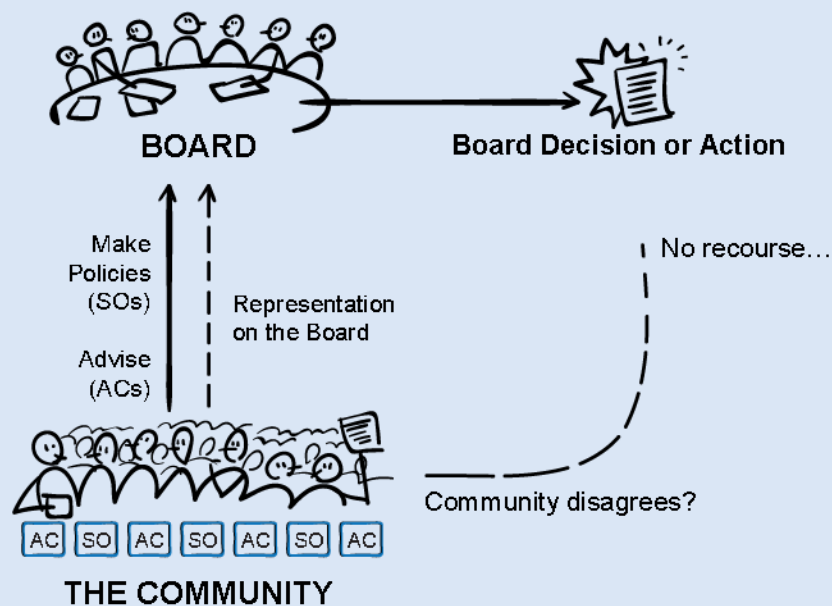 BOARD
Board Decision or Action
Make
Policies
(SOs)
Advise
(ACs)
Representation
on the Board
No recourse…
Community disagrees?
AC SO AC SO AC SO AC
THE COMMUNITY